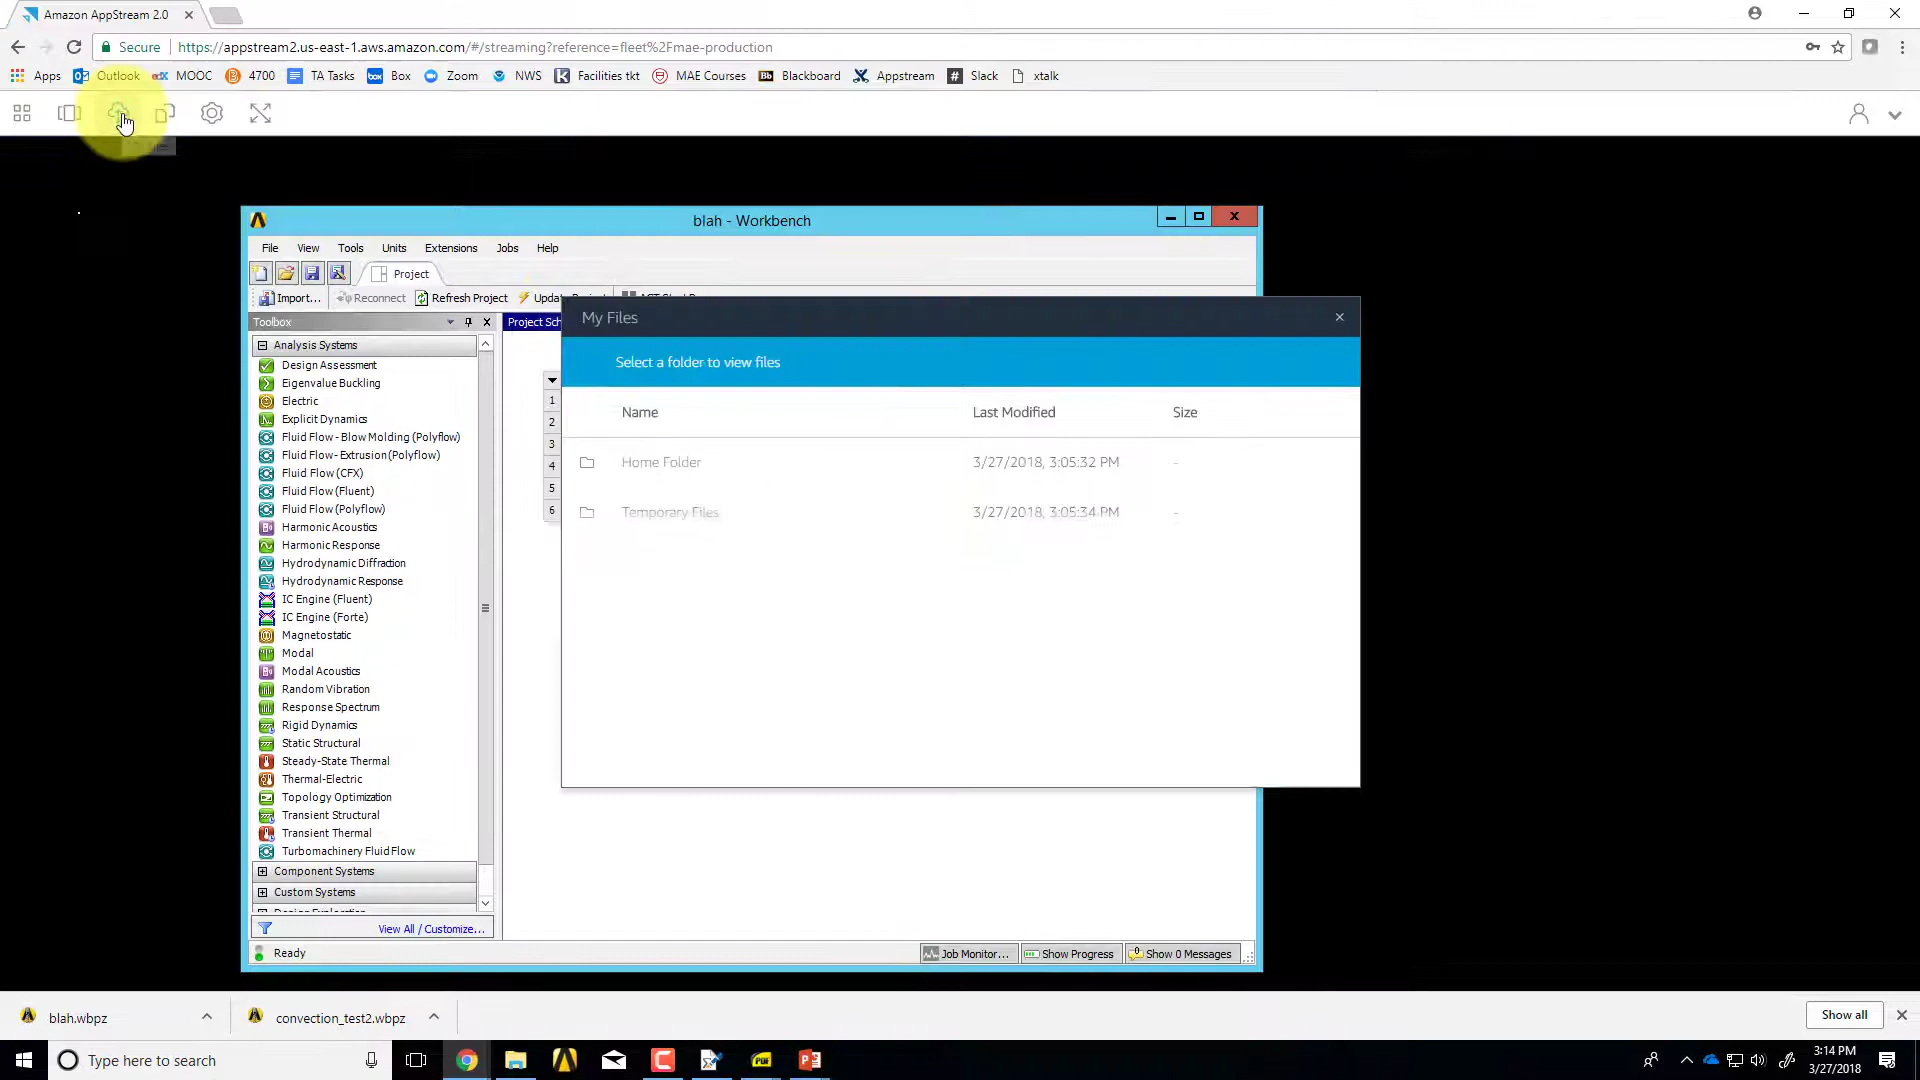 Amazon AppStream 2.0
Secure https://appstream2.us-east-1.aws.amazon.com/#/streaming?reference=fleet%2Fmae-production
Apps Outlook MOOC 4700 TA Tasks Box Zoom NWS Facilities tkt MAE Courses Blackboard Appstream Slack xtalk
blah - Workbench
File View Tools Units Extensions Jobs Help
Project
Import... Reconnect Refresh Project
Toolbox
Project Sch
Analysis Systems
Design Assessment
Eigenvalue Buckling
Electric
Explicit Dynamics
Fluid Flow - Blow Molding (Polyflow)
Fluid Flow- Extrusion (Polyflow)
Fluid Flow (CFX)
Fluid Flow (Fluent)
Fluid Flow (Polyflow)
Harmonic Acoustics
Harmonic Response
Hydrodynamic Diffraction
Hydrodynamic Response
IC Engine (Fluent)
IC Engine (Forte)
Magnetostatic
Modal
Modal Acoustics
Random Vibration
Response Spectrum
Rigid Dynamics
Static Structural
Steady-State Thermal
Thermal-Electric
Topology Optimization
Transient Structural
Transient Thermal
Turbomachinery Fluid Flow
Component Systems
Custom Systems
View All / Customize...
1
2
3
4
5
6
My Files
Select a folder to view files
Name Last Modified Size
Home Folder 3/27/2018, 3:05:32 PM -
Temporary Files 3/27/2018, 3:05:34 PM -
Ready
Job Monitor... Show Progress Show 0 Messages
blah.wbpz convection_test2.wbpz Show all
Type here to search
3:14 PM
3/27/2018